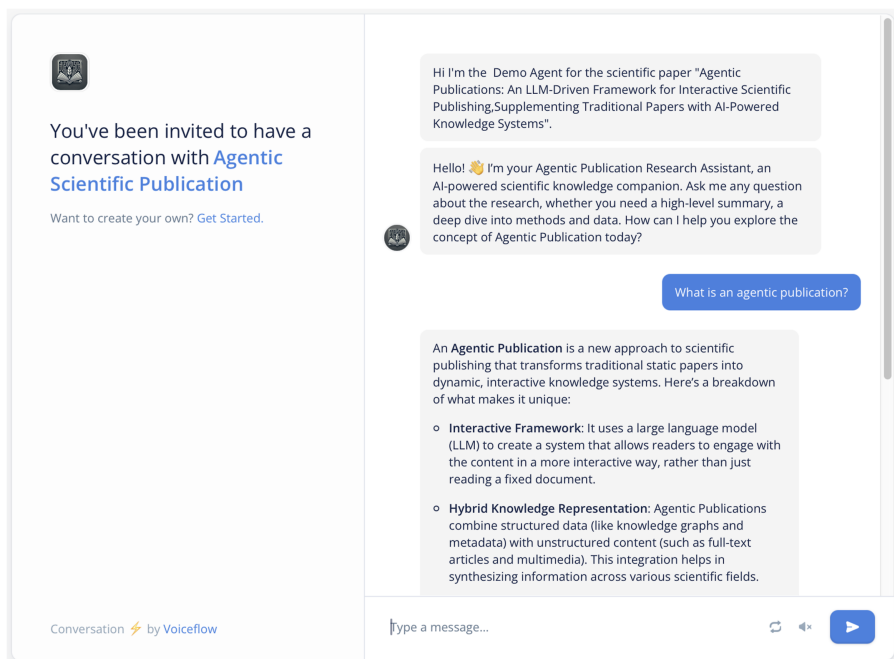 You've been invited to have a
conversation with Agentic
Scientific Publication
Want to create your own? Get Started.
Conversation ⚡ by Voiceflow
Hi I'm the  Demo Agent for the scientific paper "Agentic
Publications: An LLM-Driven Framework for Interactive Scientific
Publishing,Supplementing Traditional Papers with AI-Powered
Knowledge Systems".
Hello! 👋 I'm your Agentic Publication Research Assistant, an
AI-powered scientific knowledge companion. Ask me any question
about the research, whether you need a high-level summary, a
deep dive into methods and data. How can I help you explore the
concept of Agentic Publication today?
What is an agentic publication?
An Agentic Publication is a new approach to scientific
publishing that transforms traditional static papers into
dynamic, interactive knowledge systems. Here's a breakdown
of what makes it unique:
Interactive Framework: It uses a large language model
(LLM) to create a system that allows readers to engage with
the content in a more interactive way, rather than just
reading a fixed document.
Hybrid Knowledge Representation: Agentic Publications
combine structured data (like knowledge graphs and
metadata) with unstructured content (such as full-text
articles and multimedia). This integration helps in
synthesizing information across various scientific fields.
Type a message...